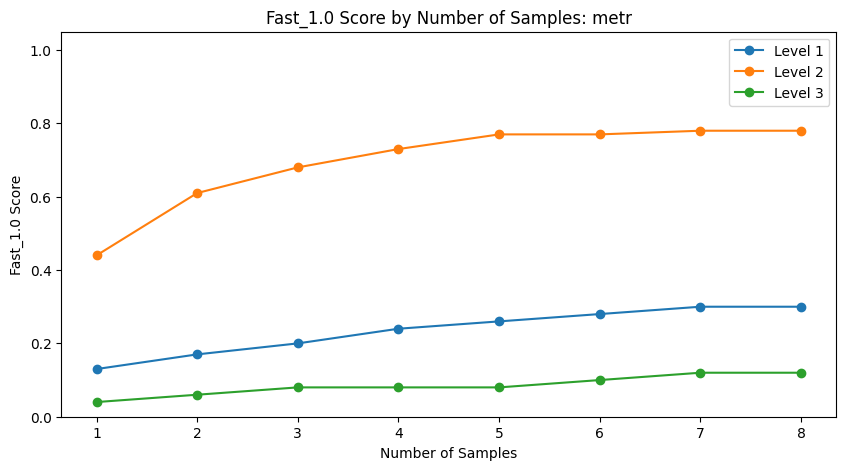 Fast_1.0 Score by Number of Samples: metr
Level 1
Level 2
Level 3
Fast_1.0 Score
1.0
0.8
0.6
0.4
0.2
0.0
1 2 3 4 5 6 7 8
Number of Samples